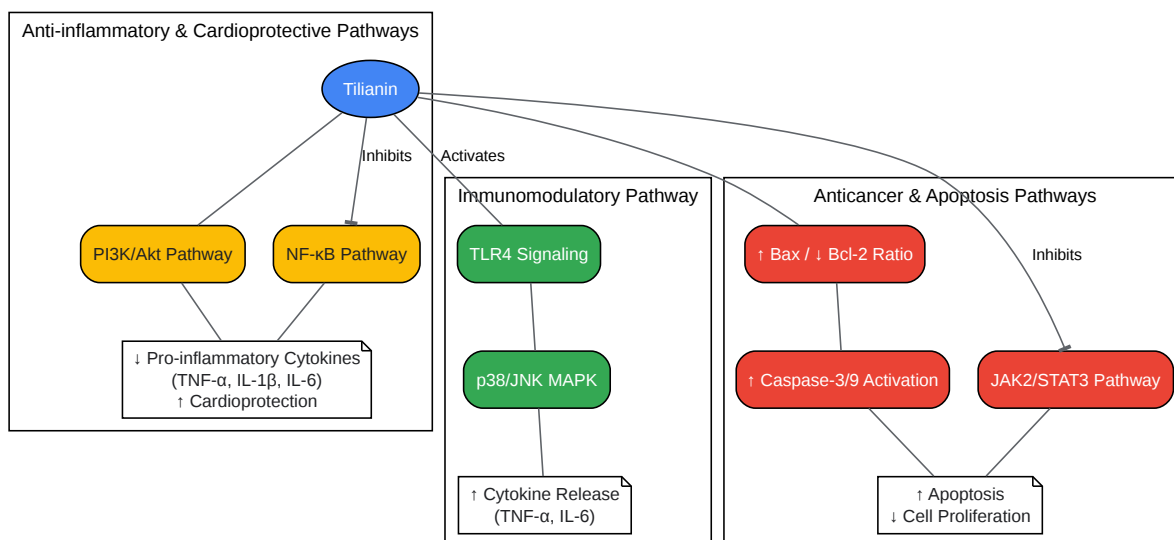 Anti-inflammatory & Cardioprotective Pathways
Tilianin
Inhibits
Activates
Immunomodulatory Pathway
Anticancer & Apoptosis Pathways
PI3K/Akt Pathway
NF-κB Pathway
TLR4 Signaling
↑ Bax / ↓ Bcl-2 Ratio
Inhibits
↓ Pro-inflammatory Cytokines
(TNF-α, IL-1β, IL-6)
↑ Cardioprotection
p38/JNK MAPK
↑ Caspase-3/9 Activation
JAK2/STAT3 Pathway
↑ Cytokine Release
(TNF-α, IL-6)
↑ Apoptosis
↓ Cell Proliferation